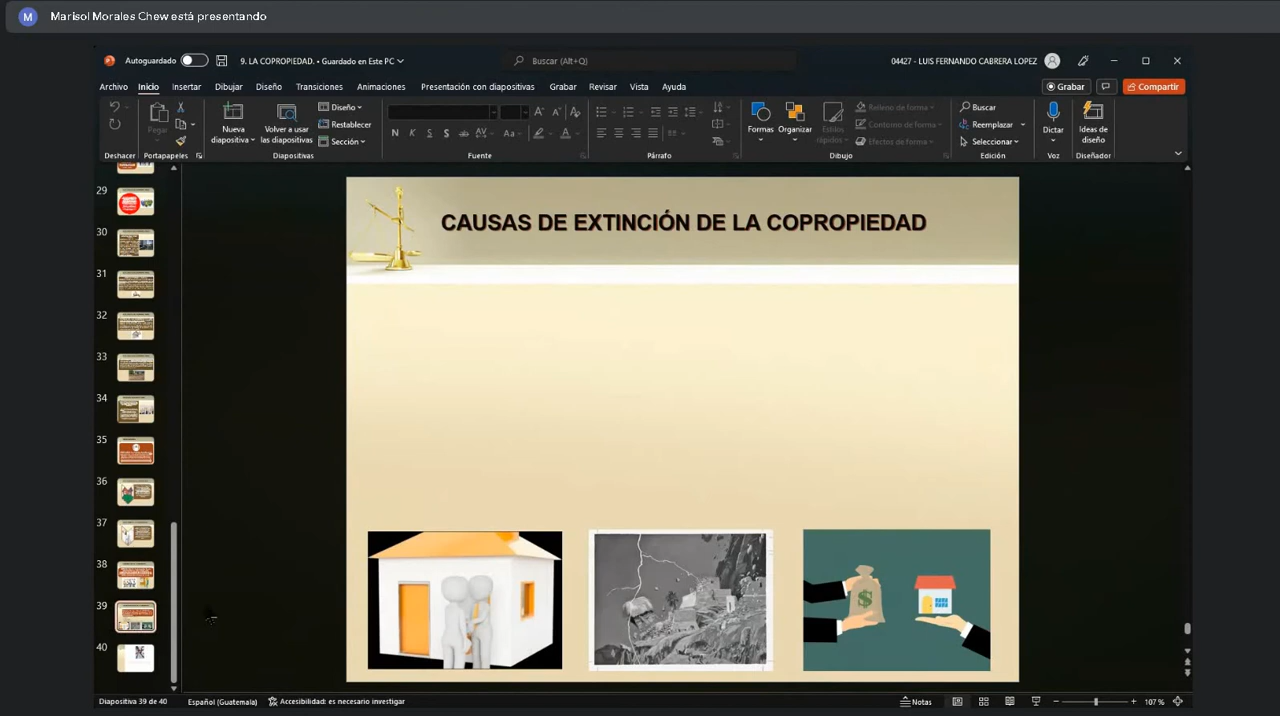 M Marisol Morales Chew está presentando
Autoguardado
9. LA COPROPIEDAD. • Guardado en Este PC
Buscar (Alt+Q)
04427 - LUIS FERNANDO CABRERA LOPEZ
Archivo Inicio Insertar Dibujar Diseño Transiciones Animaciones Presentación con diapositivas Grabar Revisar Vista Ayuda
Grabar
Compartir
Pegar
Nueva diapositiva
Volver a usar las diapositivas
Diseño
Restablecer
Sección
N K S
Aa
Formas
Organizar
Estilos rápidos
Relleno de forma
Contorno de forma
Efectos de forma
Buscar
Reemplazar
Seleccionar
Dictar
Ideas de diseño
Deshacer Portapapeles Diapositivas Fuente Párrafo Dibujo Edición Voz Diseñador
29
30
31
32
33
34
35
36
37
38
39
40
CAUSAS DE EXTINCIÓN DE LA COPROPIEDAD
$
Diapositiva 39 de 40 Español (Guatemala) Accesibilidad: es necesario investigar Notas 107 %